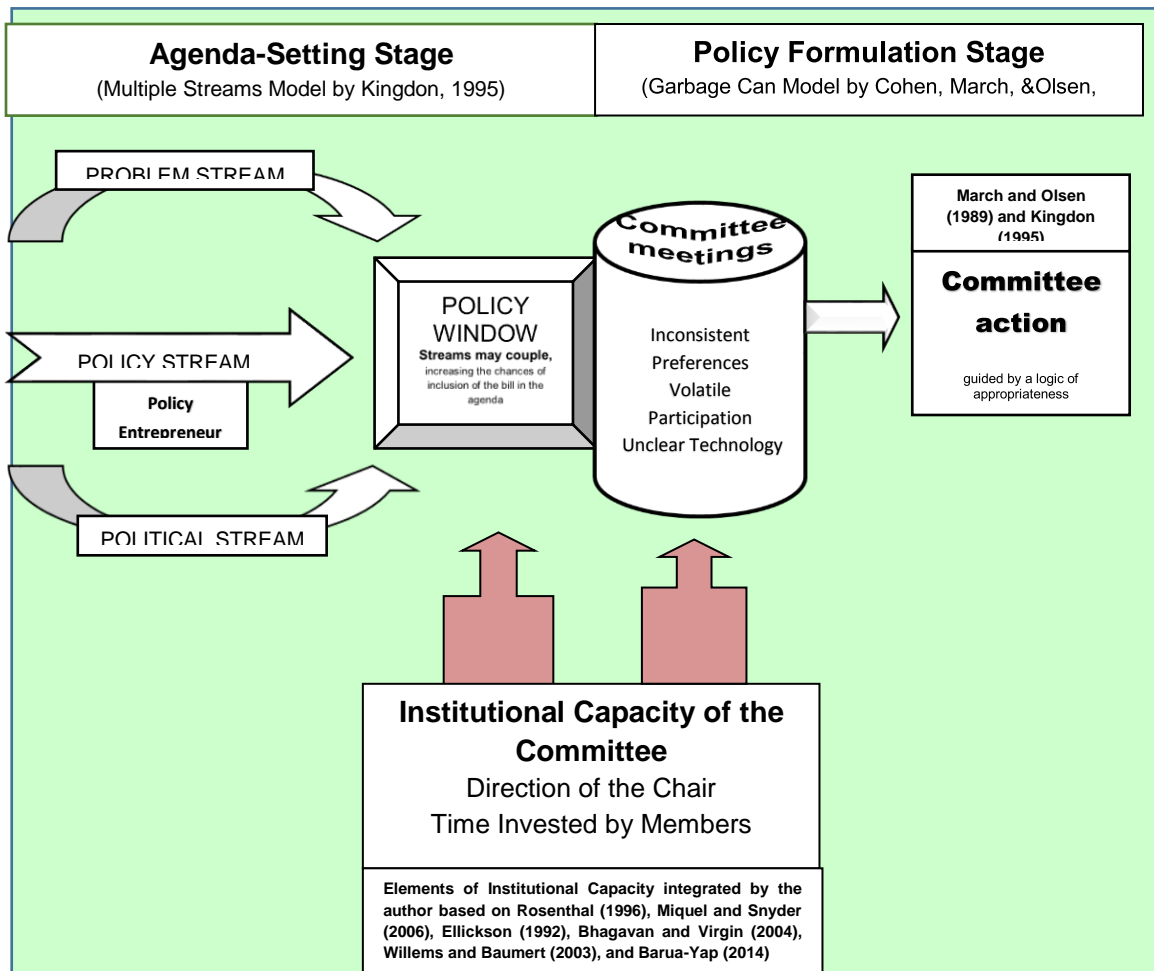 Agenda-Setting Stage
(Multiple Streams Model by Kingdon, 1995)
Policy Formulation Stage
(Garbage Can Model by Cohen, March, &Olsen,
PROBLEM STREAM
POLICY STREAM
Policy
Entrepreneur
POLITICAL STREAM
POLICY
WINDOW
Streams may couple,
increasing the chances of
inclusion of the bill in the
agenda
Committee
meetings
Inconsistent
Preferences
Volatile
Participation
Unclear Technology
March and Olsen
(1989) and Kingdon
(1995)
Committee
action
guided by a logic of
appropriateness
Institutional Capacity of the
Committee
Direction of the Chair
Time Invested by Members
Elements of Institutional Capacity integrated by the
author based on Rosenthal (1996), Miquel and Snyder
(2006), Ellickson (1992), Bhagavan and Virgin (2004),
Willems and Baumert (2003), and Barua-Yap (2014)